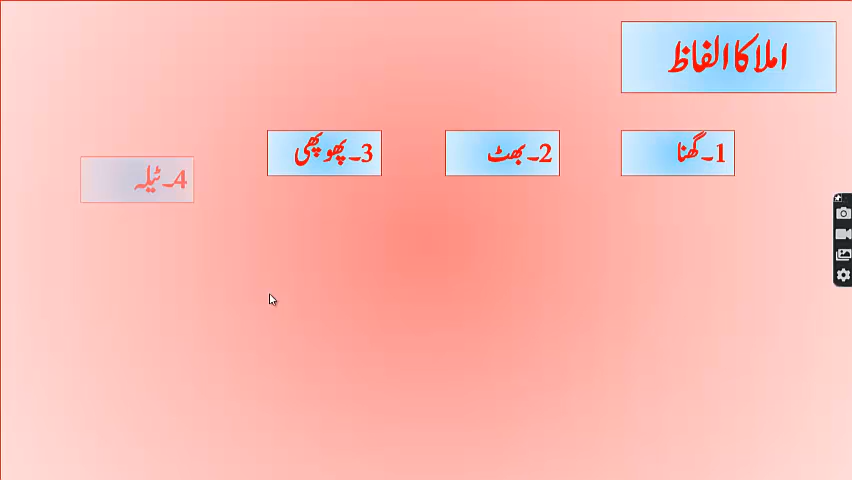 املا کا الفاظ
1۔گھنا
2۔بھٹ
3۔پھوپھی
4۔ٹیلہ